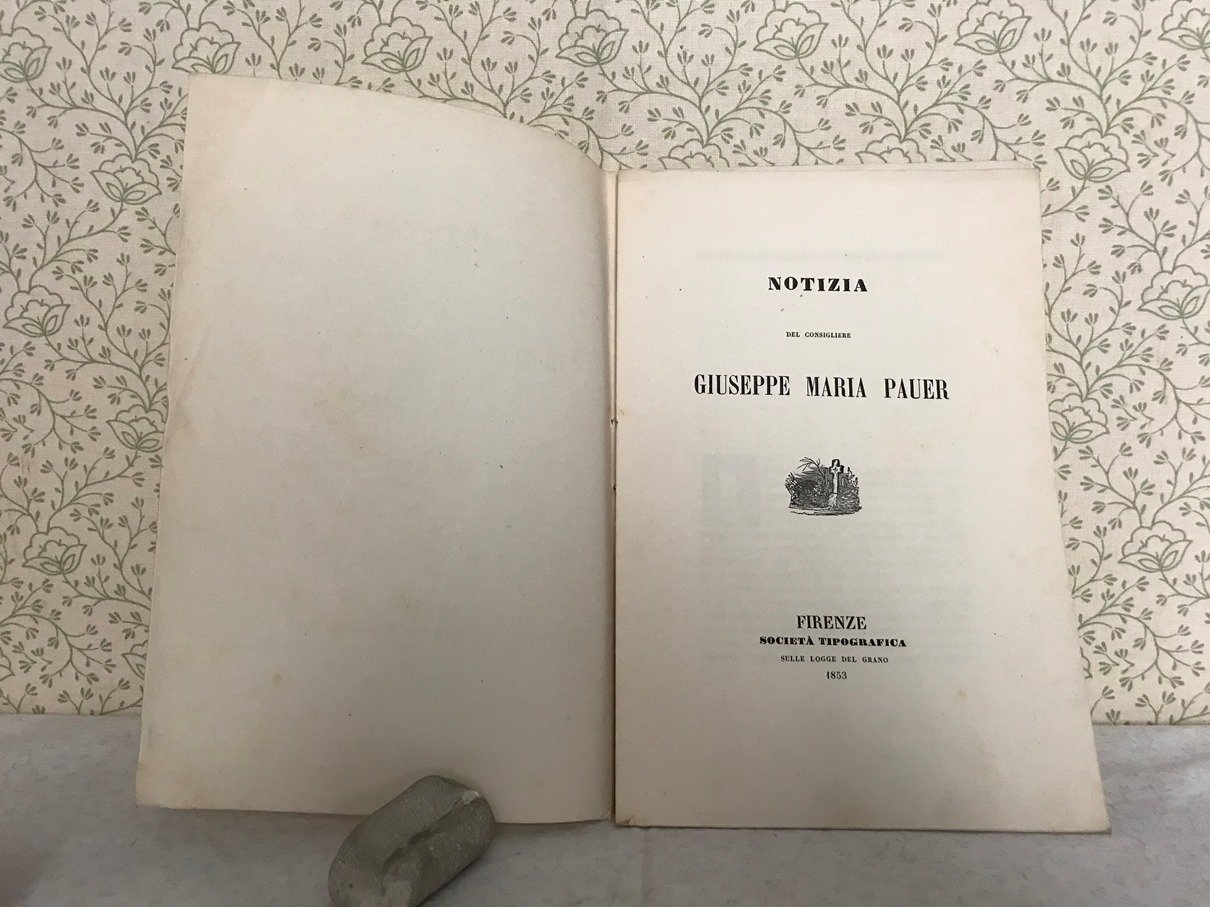 NOTIZIA
DEL CONSIGLIERE
GIUSEPPE MARIA PAUER
FIRENZE
SOCIETÀ TIPOGRAFICA
SULLE LOGGE DEL GRANO
1853